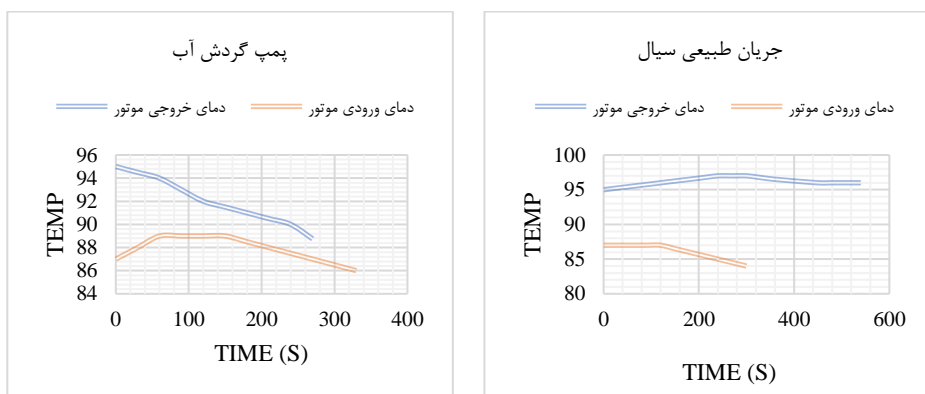 پمپ گردش آب
دمای خروجی موتور دمای ورودی موتور
96
94
92
90
88
86
84
TEMP
0 100 200 300 400
TIME (S)
جریان طبیعی سیال
دمای خروجی موتور دمای ورودی موتور
100
95
90
85
80
TEMP
0 200 400 600
TIME (S)